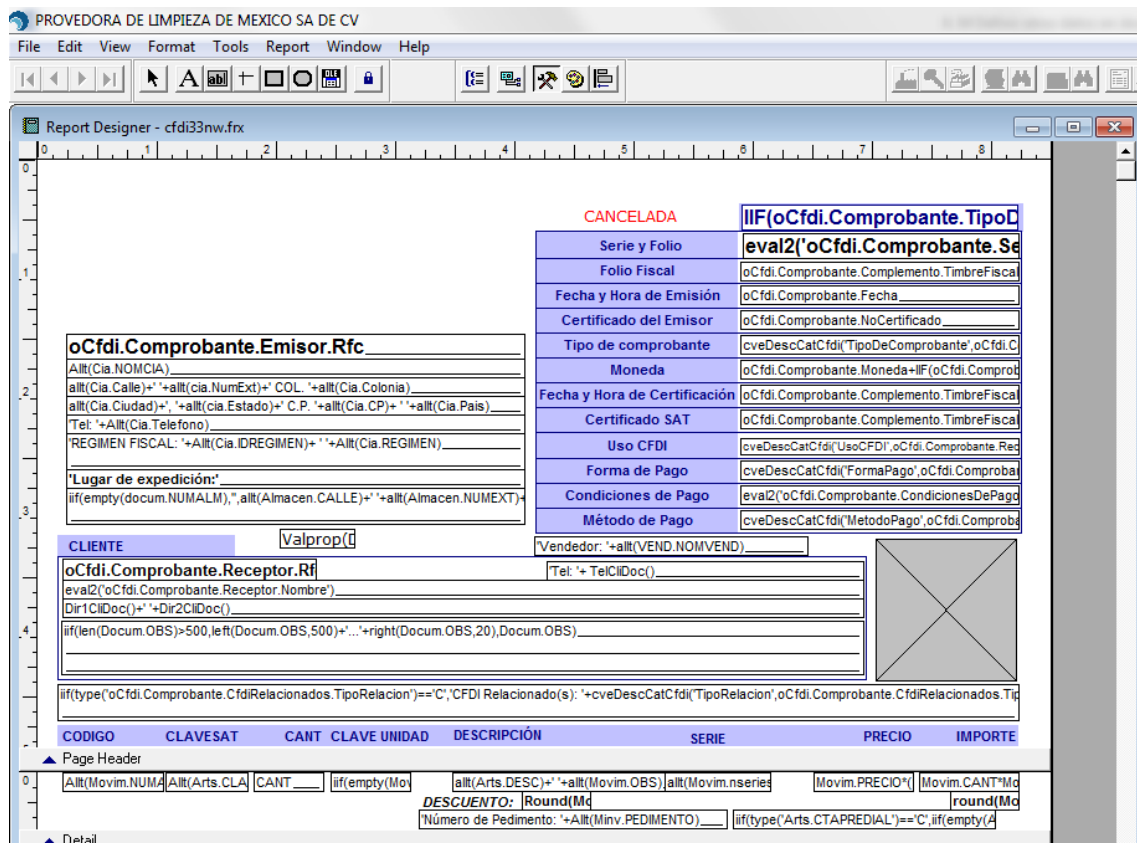 PROVEDORA DE LIMPIEZA DE MEXICO SA DE CV
File Edit View Format Tools Report Window Help
Report Designer - cfdi33nw.frx
0 1 2 3 4 5 6 7 8
0
CANCELADA IIF(oCfdi.Comprobante.TipoD
Serie y Folio eval2('oCfdi.Comprobante.Se
Folio Fiscal oCfdi.Comprobante.Complemento.TimbreFiscal
Fecha y Hora de Emisión oCfdi.Comprobante.Fecha
Certificado del Emisor oCfdi.Comprobante.NoCertificado
Tipo de comprobante cveDescCatCfdi('TipoDeComprobante',oCfdi.C
Moneda oCfdi.Comprobante.Moneda+IIF(oCfdi.Comprob
Fecha y Hora de Certificación oCfdi.Comprobante.Complemento.TimbreFiscal
Certificado SAT oCfdi.Comprobante.Complemento.TimbreFiscal
Uso CFDI cveDescCatCfdi('UsoCFDI',oCfdi.Comprobante.Rec
Forma de Pago cveDescCatCfdi('FormaPago',oCfdi.Comprobar
Condiciones de Pago eval2('oCfdi.Comprobante.CondicionesDePago
Método de Pago cveDescCatCfdi('MetodoPago',oCfdi.Comproba
oCfdi.Comprobante.Emisor.Rfc
Allt(Cia.NOMCIA)
allt(Cia.Calle)+' '+allt(cia.NumExt)+' COL. '+allt(Cia.Colonia)
allt(Cia.Ciudad)+', '+allt(cia.Estado)+' C.P. '+allt(Cia.CP)+ ' '+allt(Cia.Pais)
'Tel: '+Allt(Cia.Telefono)
'REGIMEN FISCAL: '+Allt(Cia.IDREGIMEN)+ ' '+Allt(Cia.REGIMEN)
'Lugar de expedición:'
iif(empty(docum.NUMALM),'',allt(Almacen.CALLE)+' '+allt(Almacen.NUMEXT)+
CLIENTE Valprop(D 'Vendedor: '+allt(VEND.NOMVEND)
oCfdi.Comprobante.Receptor.Rf 'Tel: '+ TelCliDoc()
eval2('oCfdi.Comprobante.Receptor.Nombre')
Dir1CliDoc()+' '+Dir2CliDoc()
iif(len(Docum.OBS)>500,left(Docum.OBS,500)+'...'+right(Docum.OBS,20),Docum.OBS)
iif(type('oCfdi.Comprobante.CfdiRelacionados.TipoRelacion')=='C','CFDI Relacionado(s): '+cveDescCatCfdi('TipoRelacion',oCfdi.Comprobante.CfdiRelacionados.Tip
CODIGO CLAVESAT CANT CLAVE UNIDAD DESCRIPCIÓN SERIE PRECIO IMPORTE
Page Header
0 Allt(Movim.NUMA Allt(Arts.CLA CANT iif(empty(Mov allt(Arts.DESC)+' '+allt(Movim.OBS) allt(Movim.nseries Movim.PRECIO*( Movim.CANT*Mo
DESCUENTO: Round(Mo round(Mo
'Número de Pedimento: '+Allt(Minv.PEDIMENTO) iif(type('Arts.CTAPREDIAL')=='C',iif(empty(A
Detail